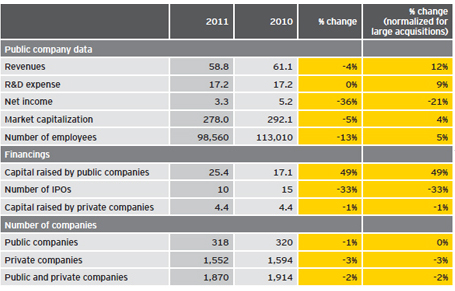 2011 2010 % change % change (normalized for large acquisitions)
Public company data
Revenues 58.8 61.1 -4% 12%
R&D expense 17.2 17.2 0% 9%
Net income 3.3 5.2 -36% -21%
Market capitalization 278.0 292.1 -5% 4%
Number of employees 98,560 113,010 -13% 5%
Financings
Capital raised by public companies 25.4 17.1 49% 49%
Number of IPOs 10 15 -33% -33%
Capital raised by private companies 4.4 4.4 -1% -1%
Number of companies
Public companies 318 320 -1% 0%
Private companies 1,552 1,594 -3% -3%
Public and private companies 1,870 1,914 -2% -2%